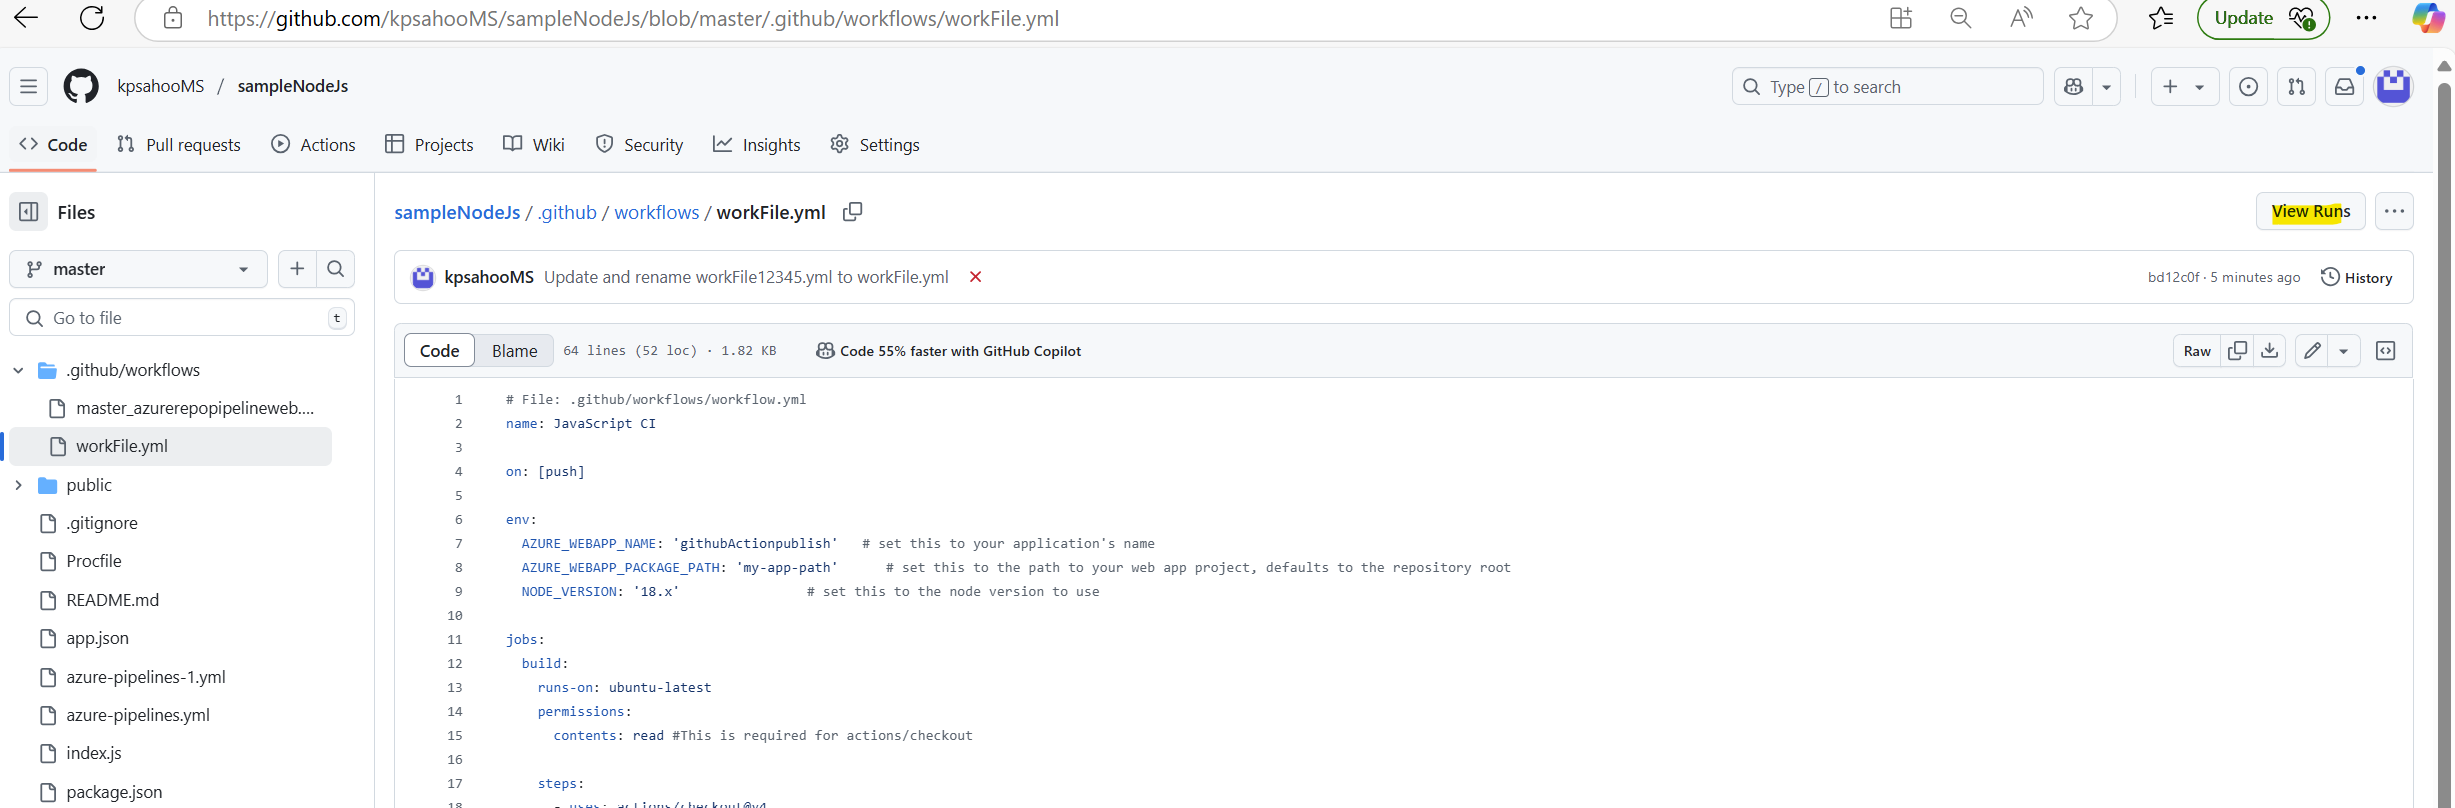 https://github.com/kpsahooMS/sampleNodeJs/blob/master/.github/workflows/workFile.yml
Update
kpsahooMS / sampleNodeJs
Type / to search
Code
Pull requests
Actions
Projects
Wiki
Security
Insights
Settings
Files
sampleNodeJs / .github / workflows / workFile.yml
View Runs
master
kpsahooMS Update and rename workFile12345.yml to workFile.yml
bd12c0f · 5 minutes ago
History
Go to file
t
Code
Blame
64 lines (52 loc) · 1.82 KB
Code 55% faster with GitHub Copilot
Raw
.github/workflows
master_azurerepopipelineweb....
workFile.yml
public
.gitignore
Procfile
README.md
app.json
azure-pipelines-1.yml
azure-pipelines.yml
index.js
package.json
1 # File: .github/workflows/workflow.yml
2 name: JavaScript CI
3
4 on: [push]
5
6 env:
7 AZURE_WEBAPP_NAME: 'githubActionpublish' # set this to your application's name
8 AZURE_WEBAPP_PACKAGE_PATH: 'my-app-path' # set this to the path to your web app project, defaults to the repository root
9 NODE_VERSION: '18.x' # set this to the node version to use
10
11 jobs:
12 build:
13 runs-on: ubuntu-latest
14 permissions:
15 contents: read #This is required for actions/checkout
16
17 steps:
18 - uses: actions/checkout@v4